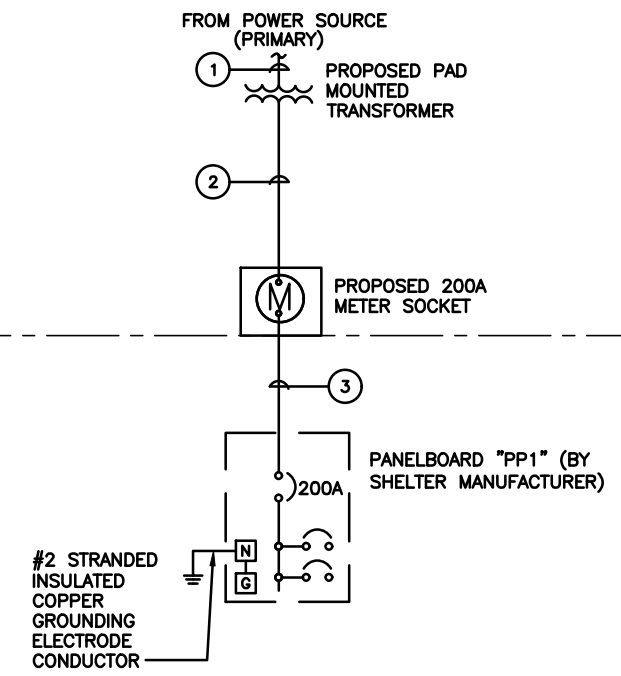 FROM POWER SOURCE
(PRIMARY)
1
PROPOSED PAD
MOUNTED
TRANSFORMER
2
M
PROPOSED 200A
METER SOCKET
3
PANELBOARD "PP1" (BY
SHELTER MANUFACTURER)
200A
N
G
#2 STRANDED
INSULATED
COPPER
GROUNDING
ELECTRODE
CONDUCTOR